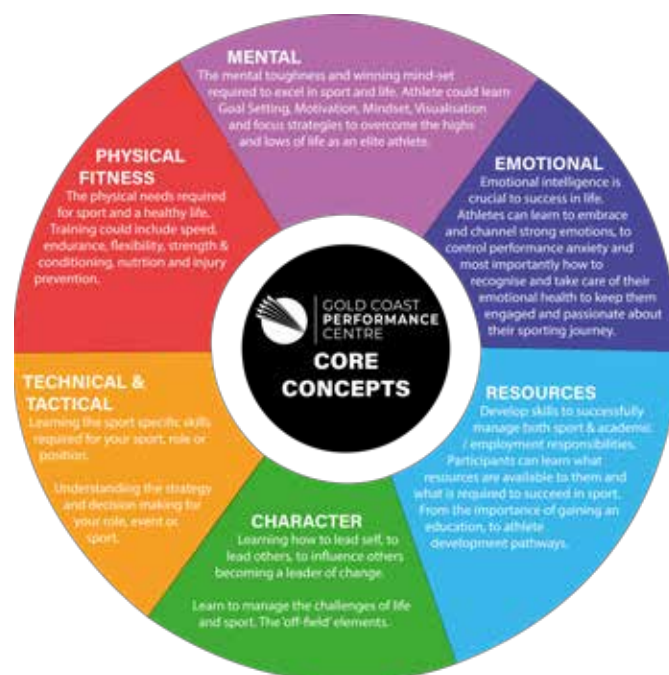 MENTAL
The mental toughness and winning mind-set
required to excel in sport and life. Athlete could learn
Goal Setting, Motivation, Mindset, Visualisation
and focus strategies to overcome the highs
and lows of life as an elite athlete.
EMOTIONAL
Emotional intelligence is
crucial to success in life.
Athletes can learn to embrace
and channel strong emotions, to
control performance anxiety and
most importantly how to
recognise and take care of their
emotional health to keep them
engaged and passionate about
their sporting journey.
RESOURCES
Develop skills to successfully
manage both sport & academic
/ employment responsibilities.
Participants can learn what
resources are available to them and
what is required to succeed in sport.
From the importance of gaining an
education, to athlete
development pathways.
CHARACTER
Learning how to lead self, to
lead others, to influence others
becoming a leader of change.
Learn to manage the challenges of life
and sport. The 'off-field' elements.
TECHNICAL &
TACTICAL
Learning the sport specific skills
required for your sport, role or
position.
Understanding the strategy
and decision making for
your role, event or
sport.
PHYSICAL
FITNESS
The physical needs required
for sport and a healthy life.
Training could include speed,
endurance, flexibility, strength &
conditioning, nutrition and injury
prevention.
GOLD COAST
PERFORMANCE
CENTRE
CORE
CONCEPTS